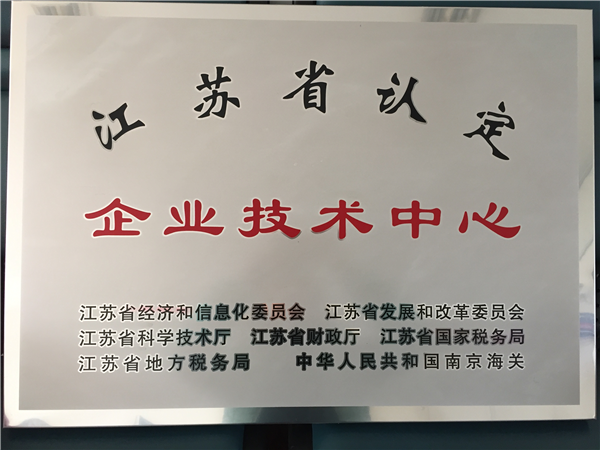 江苏省认定
企业技术中心
江苏省经济和信息化委员会 江苏省发展和改革委员会
江苏省科学技术厅 江苏省财政厅 江苏省国家税务局
江苏省地方税务局 中华人民共和国南京海关